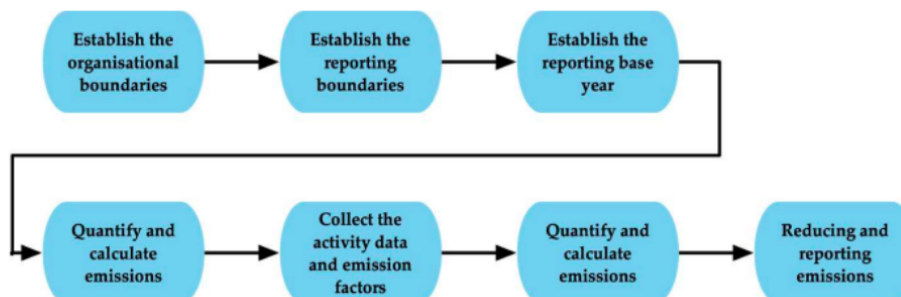 Establish the
organisational
boundaries
Establish the
reporting
boundaries
Establish the
reporting base
year
Quantify and
calculate
emissions
Collect the
activity data
and emission
factors
Quantify and
calculate
emissions
Reducing and
reporting
emissions